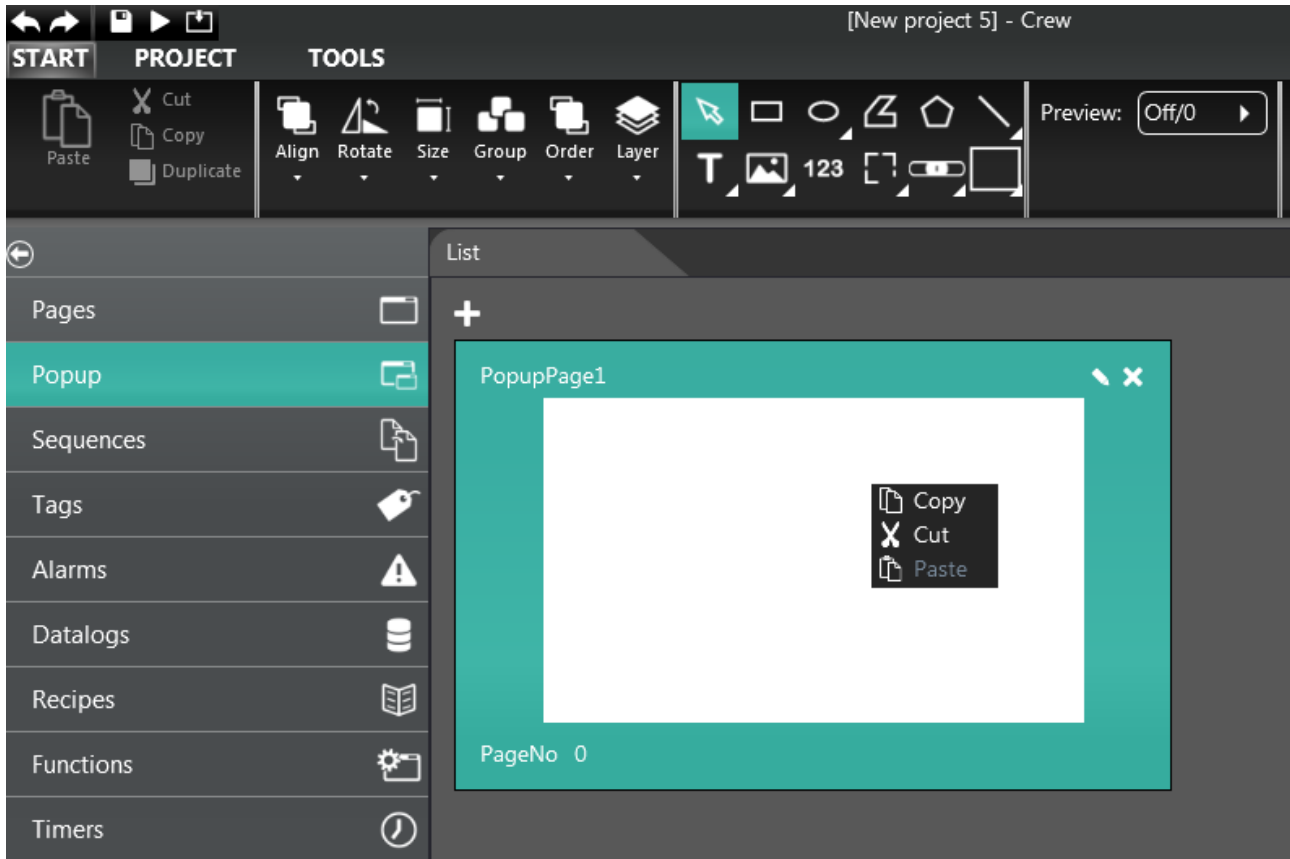 [New project 5] - Crew
START PROJECT TOOLS
Paste
Cut
Copy
Duplicate
Align Rotate Size Group Order Layer
T 123
Preview: Off/0
List
Pages
Popup
Sequences
Tags
Alarms
Datalogs
Recipes
Functions
Timers
PopupPage1
Copy
Cut
Paste
PageNo 0